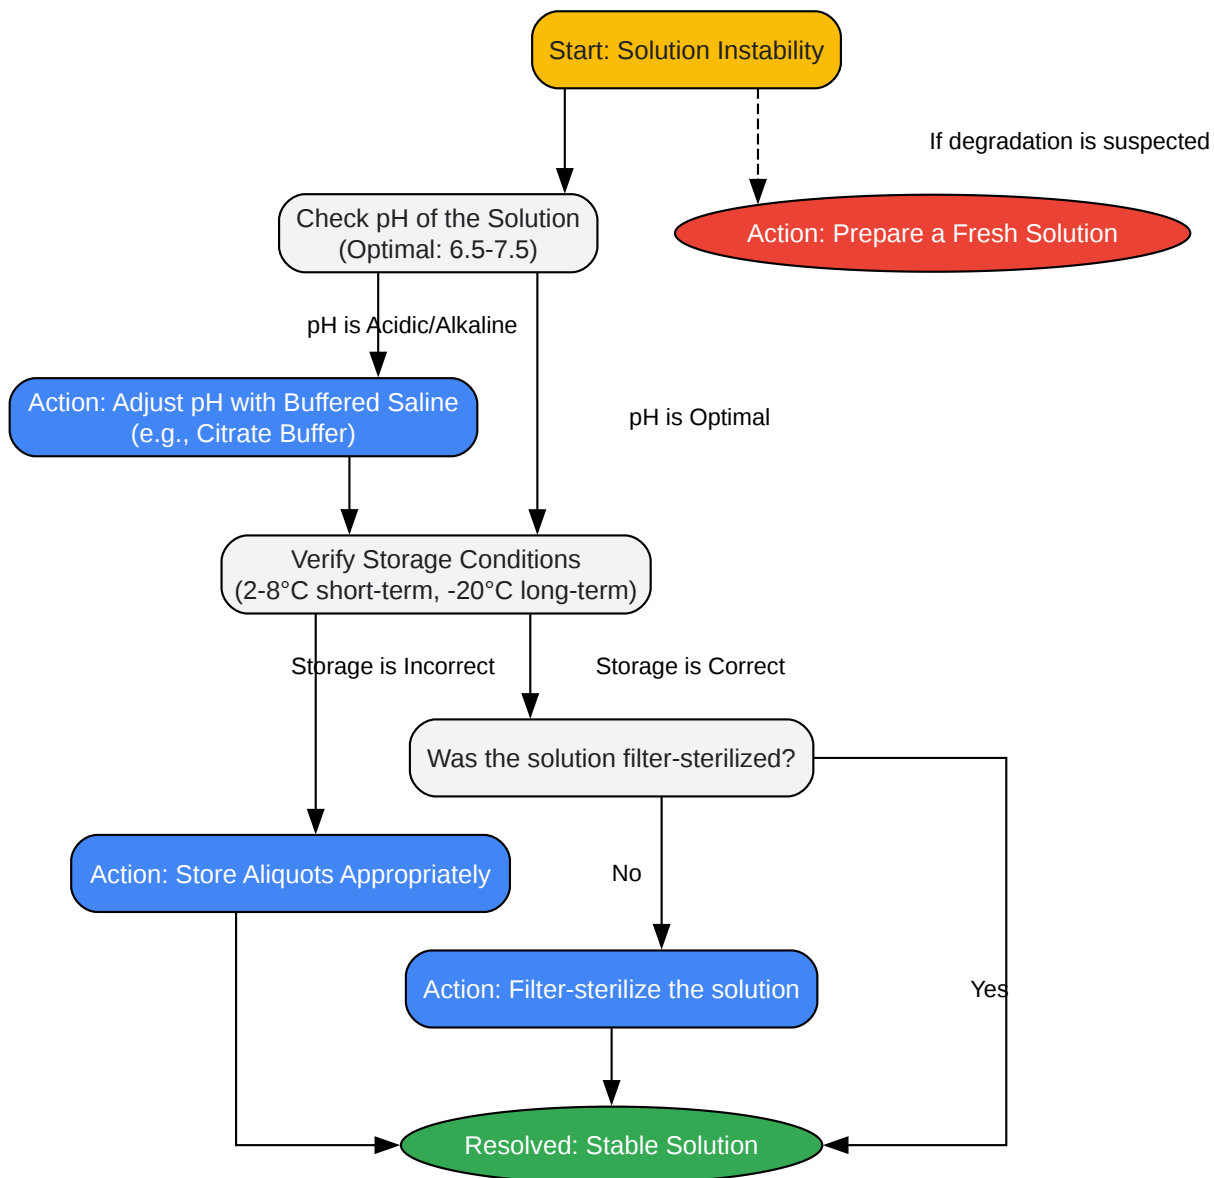 Start: Solution Instability
If degradation is suspected
Check pH of the Solution
(Optimal: 6.5-7.5)
Action: Prepare a Fresh Solution
pH is Acidic/Alkaline
Action: Adjust pH with Buffered Saline
(e.g., Citrate Buffer)
pH is Optimal
Verify Storage Conditions
(2-8°C short-term, -20°C long-term)
Storage is Incorrect
Storage is Correct
Was the solution filter-sterilized?
Action: Store Aliquots Appropriately
No
Action: Filter-sterilize the solution
Yes
Resolved: Stable Solution